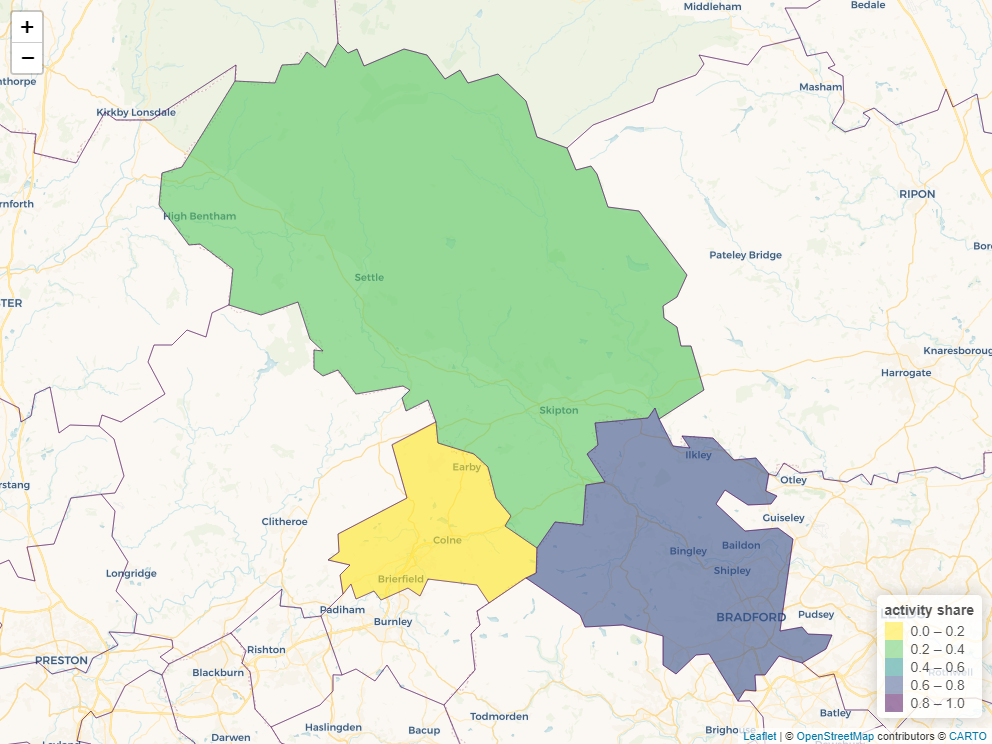 Middleham
Bedale
+
−
nthorpe
Masham
Kirkby Lonsdale
RIPON
rnforth
High Bentham
Bor
Pateley Bridge
Settle
TER
Knaresboroug
Harrogate
Skipton
Ilkley
Earby
Otley
rstang
Guiseley
Clitheroe
Colne
Baildon
Bingley
Shipley
Longridge
Brierfield
Padiham
Pudsey
BRADFORD
Burnley
Rishton
PRESTON
Blackburn
activity share
0.0 – 0.2
0.2 – 0.4
0.4 – 0.6
0.6 – 0.8
0.8 – 1.0
Batley
Todmorden
Haslingden
Bacup
Brighouse
Darwen
Leyland
Leaflet | © OpenStreetMap contributors © CARTO